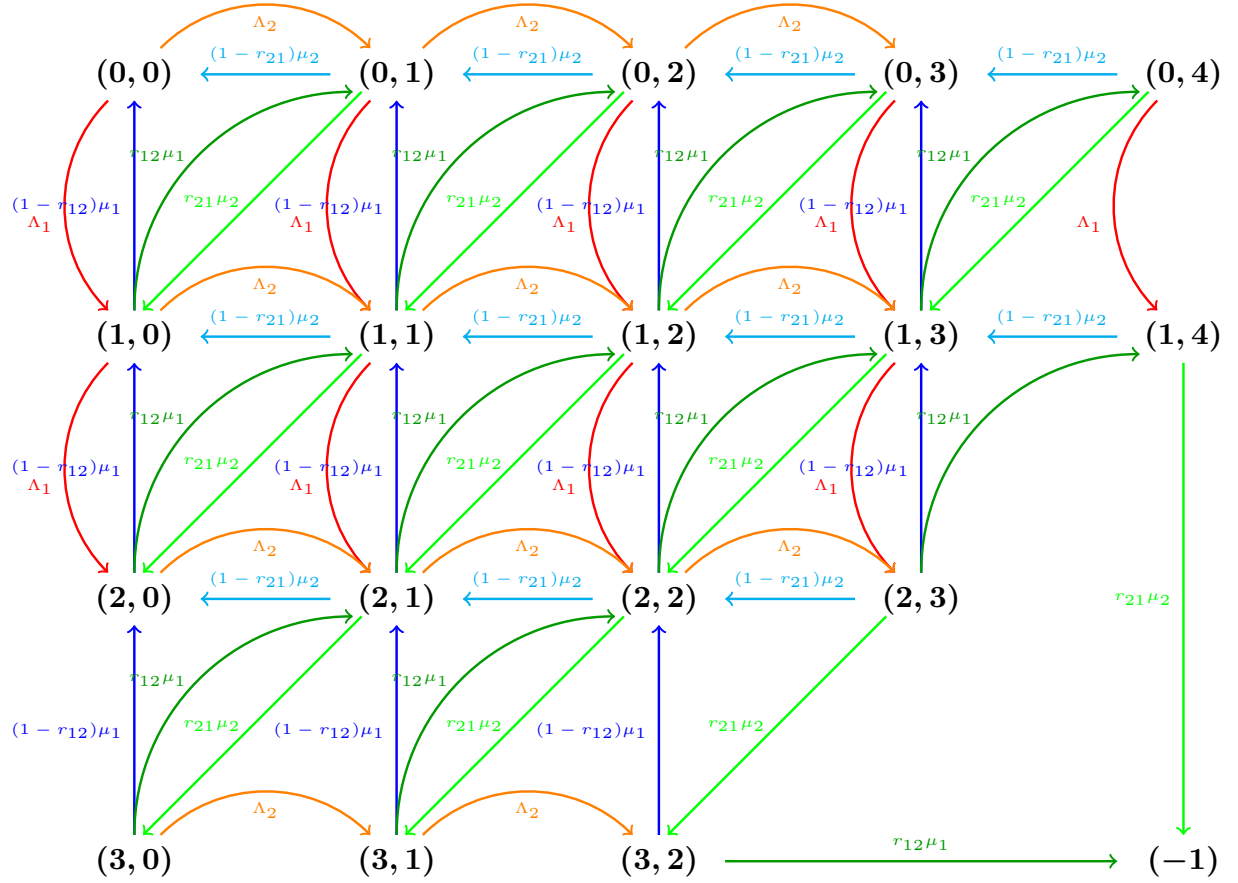 Λ₂ Λ₂ Λ₂
(1 − r₂₁)μ₂ (1 − r₂₁)μ₂ (1 − r₂₁)μ₂ (1 − r₂₁)μ₂
(0, 0) (0, 1) (0, 2) (0, 3) (0, 4)
r₁₂μ₁ r₁₂μ₁ r₁₂μ₁ r₁₂μ₁
r₂₁μ₂ r₂₁μ₂ r₂₁μ₂ r₂₁μ₂
(1 − r₁₂)μ₁ (1 − r₁₂)μ₁ (1 − r₁₂)μ₁ (1 − r₁₂)μ₁
Λ₁ Λ₁ Λ₁ Λ₁ Λ₁
Λ₂ Λ₂ Λ₂
(1 − r₂₁)μ₂ (1 − r₂₁)μ₂ (1 − r₂₁)μ₂ (1 − r₂₁)μ₂
(1, 0) (1, 1) (1, 2) (1, 3) (1, 4)
r₁₂μ₁ r₁₂μ₁ r₁₂μ₁ r₁₂μ₁
r₂₁μ₂ r₂₁μ₂ r₂₁μ₂
(1 − r₁₂)μ₁ (1 − r₁₂)μ₁ (1 − r₁₂)μ₁ (1 − r₁₂)μ₁
Λ₁ Λ₁ Λ₁ Λ₁
Λ₂ Λ₂ Λ₂
(1 − r₂₁)μ₂ (1 − r₂₁)μ₂ (1 − r₂₁)μ₂
(2, 0) (2, 1) (2, 2) (2, 3)
r₂₁μ₂
r₁₂μ₁ r₁₂μ₁
(1 − r₁₂)μ₁ r₂₁μ₂ (1 − r₁₂)μ₁ r₂₁μ₂ (1 − r₁₂)μ₁ r₂₁μ₂
Λ₂ Λ₂
r₁₂μ₁
(3, 0) (3, 1) (3, 2) (−1)